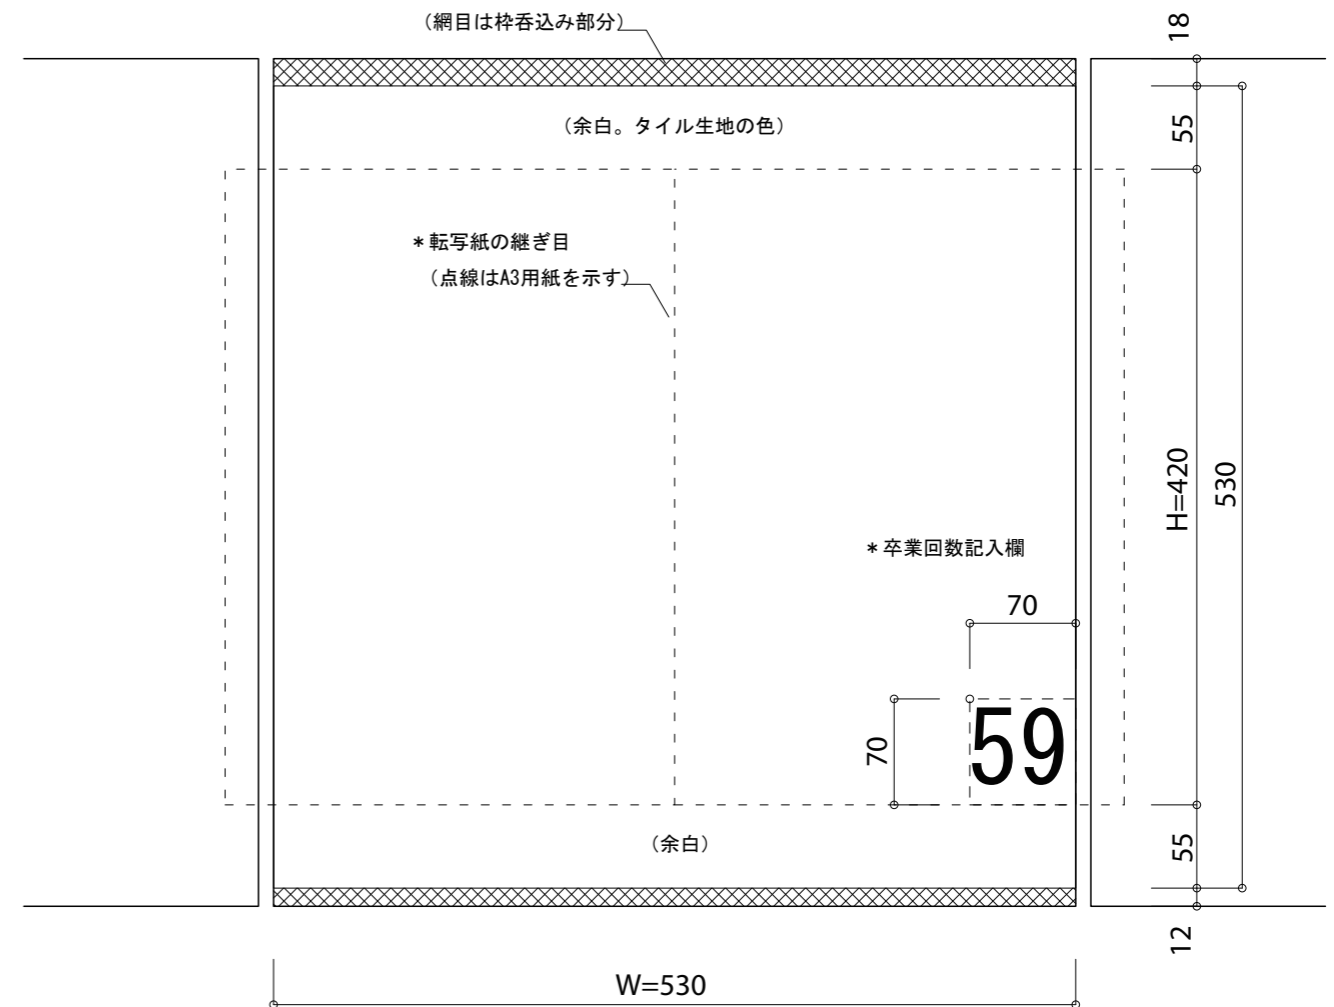 （網目は枠呑込み部分）
18
（余白。タイル生地の色）
55
＊転写紙の継ぎ目
（点線はA3用紙を示す）
H=420
530
＊卒業回数記入欄
70
70
59
（余白）
55
12
W=530